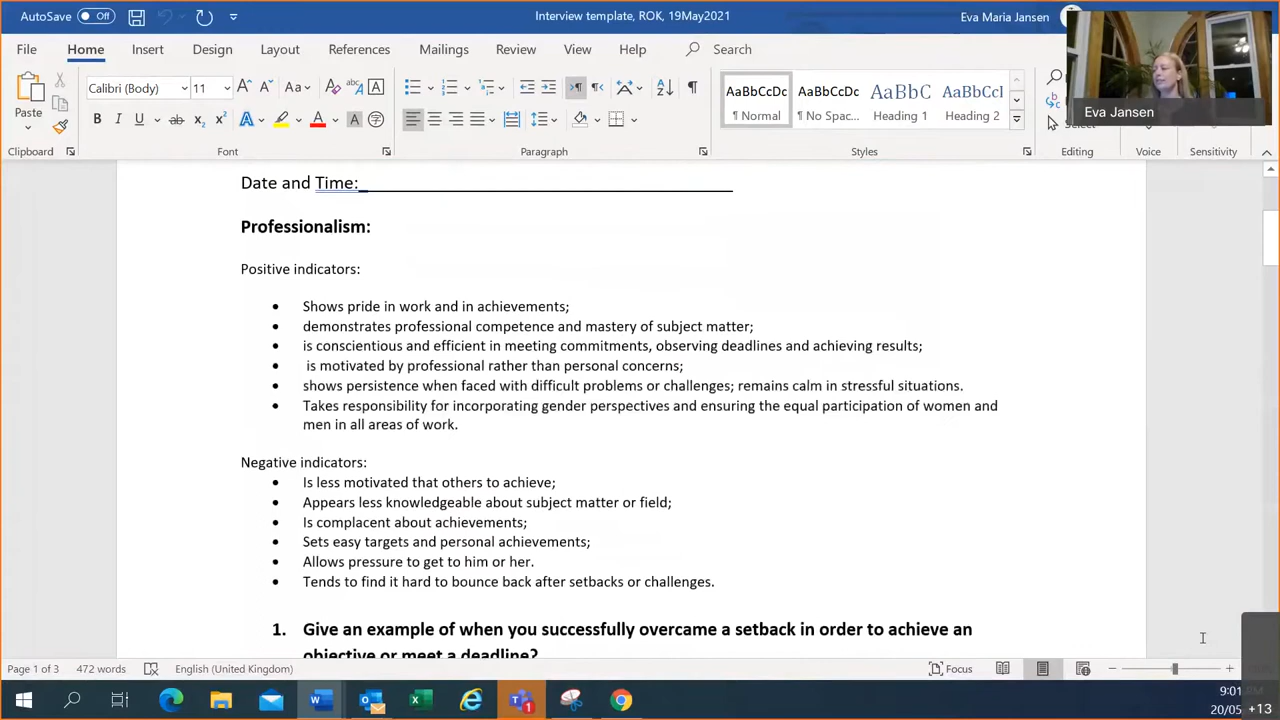 AutoSave Off Interview template, ROK, 19May2021 Eva Maria Jansen
File Home Insert Design Layout References Mailings Review View Help Search
Eva Jansen
Paste
Calibri (Body) 11
AaBbCcDc AaBbCcDc AaBbC AaBbCcI
¶ Normal ¶ No Spac... Heading 1 Heading 2
Select
Clipboard Font Paragraph Styles Editing Voice Sensitivity
Date and Time:
Professionalism:
Positive indicators:
• Shows pride in work and in achievements;
• demonstrates professional competence and mastery of subject matter;
• is conscientious and efficient in meeting commitments, observing deadlines and achieving results;
• is motivated by professional rather than personal concerns;
• shows persistence when faced with difficult problems or challenges; remains calm in stressful situations.
• Takes responsibility for incorporating gender perspectives and ensuring the equal participation of women and
men in all areas of work.
Negative indicators:
• Is less motivated that others to achieve;
• Appears less knowledgeable about subject matter or field;
• Is complacent about achievements;
• Sets easy targets and personal achievements;
• Allows pressure to get to him or her.
• Tends to find it hard to bounce back after setbacks or challenges.
1. Give an example of when you successfully overcame a setback in order to achieve an
objective or meet a deadline?
Page 1 of 3 472 words English (United Kingdom) Focus
9:01
20/05 +13